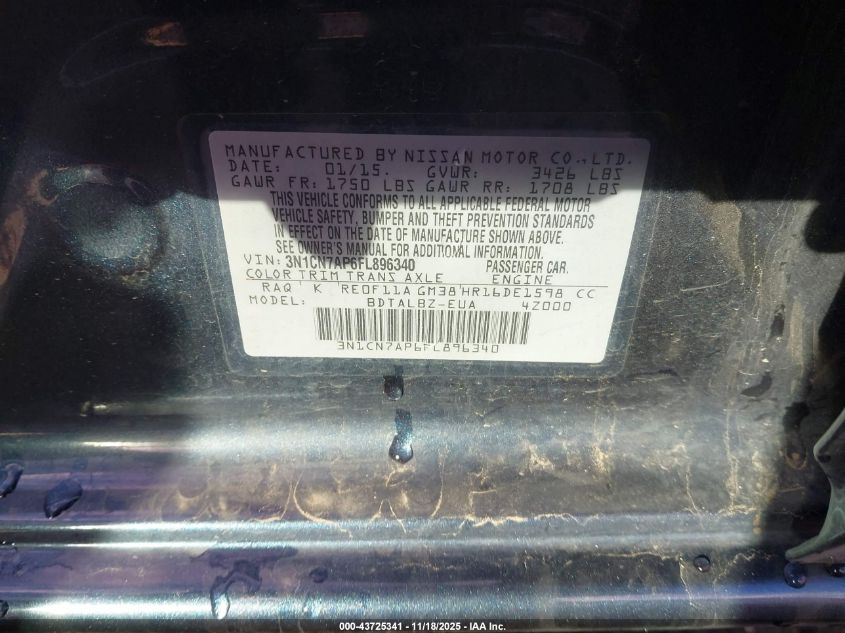 MANUFACTURED BY NISSAN MOTOR CO., LTD.
DATE: 01/15. GVWR: 3426 LBS
GAWR FR: 1750 LBS GAWR RR: 1708 LBS
THIS VEHICLE CONFORMS TO ALL APPLICABLE FEDERAL MOTOR
VEHICLE SAFETY, BUMPER AND THEFT PREVENTION STANDARDS
IN EFFECT ON THE DATE OF MANUFACTURE SHOWN ABOVE.
SEE OWNER'S MANUAL FOR ADDITIONAL INFORMATION.
VIN: 3N1CN7AP6FL896340 PASSENGER CAR.
COLOR TRIM TRANS AXLE ENGINE
RAQ K RE0F11A GM38 HR16DE1598 CC
MODEL: BDTALBZ-EUA 4Z000
3N1CN7AP6FL896340
000-43725341 - 11/18/2025 - IAA Inc.